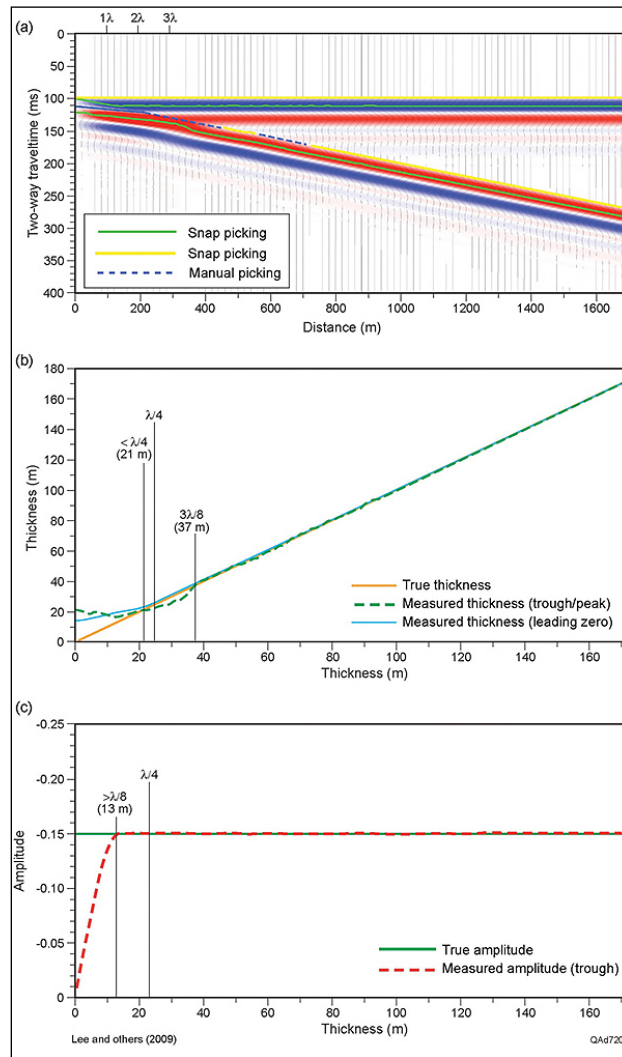 (a)
1λ 2λ 3λ
0
50
100
150
200
250
300
350
400
Two-way traveltime (ms)
Snap picking
Snap picking
Manual picking
0 200 400 600 800 1000 1200 1400 1600
Distance (m)
(b)
180
160
140
120
100
80
60
40
20
0
Thickness (m)
λ/4
< λ/4
(21 m)
3λ/8
(37 m)
True thickness
Measured thickness (trough/peak)
Measured thickness (leading zero)
0 20 40 60 80 100 120 140 160
Thickness (m)
(c)
-0.25
-0.20
-0.15
-0.10
-0.05
0
Amplitude
λ/4
>λ/8
(13 m)
True amplitude
Measured amplitude (trough)
0 20 40 60 80 100 120 140 160
Thickness (m)
Lee and others (2009)
QAd720